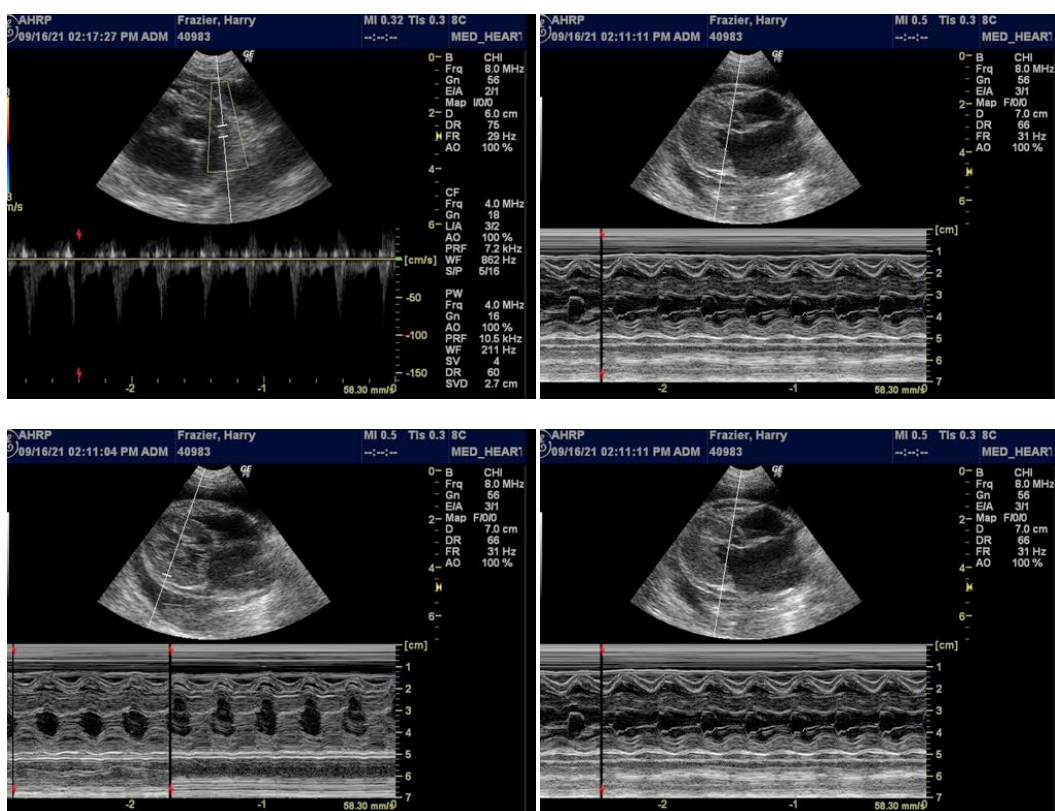 AHRP Frazier, Harry MI 0.32 TIs 0.3 8C
09/16/21 02:17:27 PM ADM 40983 --:--:-- MED_HEART
GE
76
0 B CHI
Frq 8.0 MHz
Gn 56
E/A 2/1
Map I/0/0
2 D 6.0 cm
DR 75
FR 29 Hz
AO 100 %
4
CF
Frq 4.0 MHz
Gn 18
6 L/A 3/2
AO 100 %
PRF 7.2 kHz
[cm/s] WF 862 Hz
S/P 5/16
PW
-50 Frq 4.0 MHz
Gn 16
AO 100 %
-100 PRF 10.5 kHz
WF 211 Hz
SV 4
-150 DR 60
SVD 2.7 cm
-2 -1 58.30 mm/s 0
AHRP Frazier, Harry MI 0.5 TIs 0.3 8C
09/16/21 02:11:11 PM ADM 40983 --:--:-- MED_HEART
GE
76
0 B CHI
Frq 8.0 MHz
Gn 56
E/A 3/1
2 Map F/0/0
D 7.0 cm
DR 66
FR 31 Hz
4 AO 100 %
6
[cm]
1
2
3
4
5
6
7
-2 -1 58.30 mm/s 0
AHRP Frazier, Harry MI 0.5 TIs 0.3 8C
09/16/21 02:11:04 PM ADM 40983 --:--:-- MED_HEART
GE
76
0 B CHI
Frq 8.0 MHz
Gn 56
E/A 3/1
2 Map F/0/0
D 7.0 cm
DR 66
FR 31 Hz
4 AO 100 %
6
[cm]
1
2
3
4
5
6
7
-2 -1 58.30 mm/s 0
AHRP Frazier, Harry MI 0.5 TIs 0.3 8C
09/16/21 02:11:11 PM ADM 40983 --:--:-- MED_HEART
GE
76
0 B CHI
Frq 8.0 MHz
Gn 56
E/A 3/1
2 Map F/0/0
D 7.0 cm
DR 66
FR 31 Hz
4 AO 100 %
6
[cm]
1
2
3
4
5
6
7
-2 -1 58.30 mm/s 0